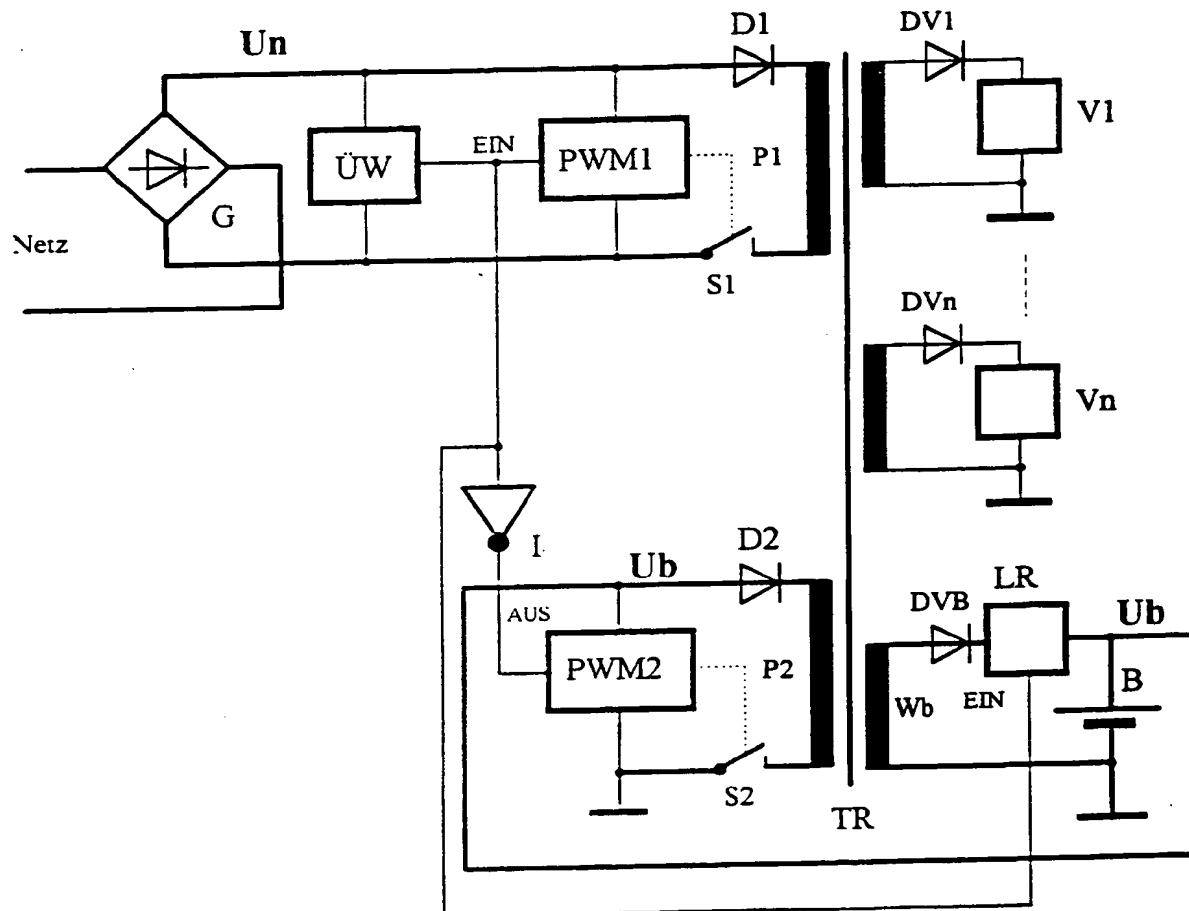 Un
D1
DV1
V1
ÜW
EIN
PWM1
P1
G
Netz
S1
DVn
Vn
I
Ub
D2
AUS
PWM2
P2
S2
TR
DVB
LR
Ub
Wb
EIN
B